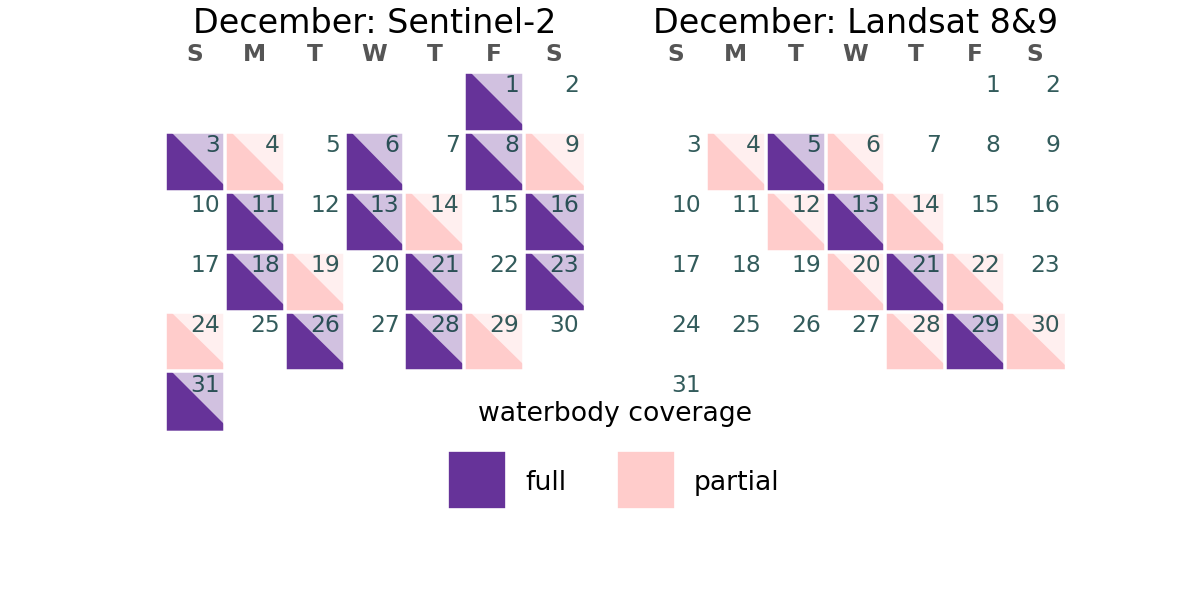 December: Sentinel-2
S M T W T F S
1 2
3 4 5 6 7 8 9
10 11 12 13 14 15 16
17 18 19 20 21 22 23
24 25 26 27 28 29 30
31
December: Landsat 8&9
S M T W T F S
1 2
3 4 5 6 7 8 9
10 11 12 13 14 15 16
17 18 19 20 21 22 23
24 25 26 27 28 29 30
31
waterbody coverage
full partial